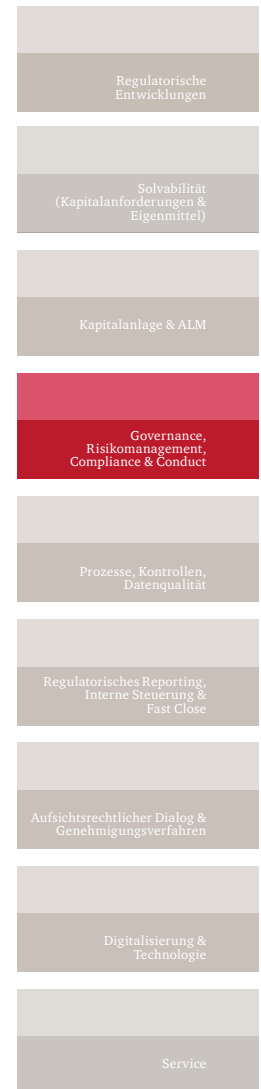 Regulatorische
Entwicklungen
Solvabilität
(Kapitalanforderungen &
Eigenmittel)
Kapitalanlage & ALM
Governance,
Risikomanagement,
Compliance & Conduct
Prozesse, Kontrollen,
Datenqualität
Regulatorisches Reporting,
Interne Steuerung &
Fast Close
Aufsichtsrechtlicher Dialog &
Genehmigungsverfahren
Digitalisierung &
Technologie
Service